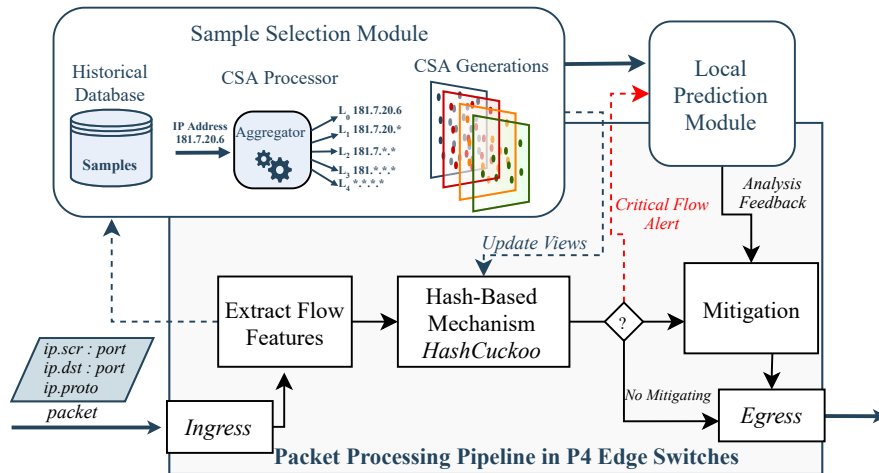 Sample Selection Module
Historical
Database
CSA Processor
CSA Generations
Samples
IP Address
181.7.20.6
Aggregator
L0 181.7.20.6
L1 181.7.20.*
L2 181.7.*.*
L3 181.*.*.*
L4 *.*.*.*
Local
Prediction
Module
Critical Flow
Alert
Analysis
Feedback
Update Views
Extract Flow
Features
Hash-Based
Mechanism
HashCuckoo
?
Mitigation
ip.scr : port
ip.dst : port
ip.proto
packet
No Mitigating
Ingress
Egress
Packet Processing Pipeline in P4 Edge Switches